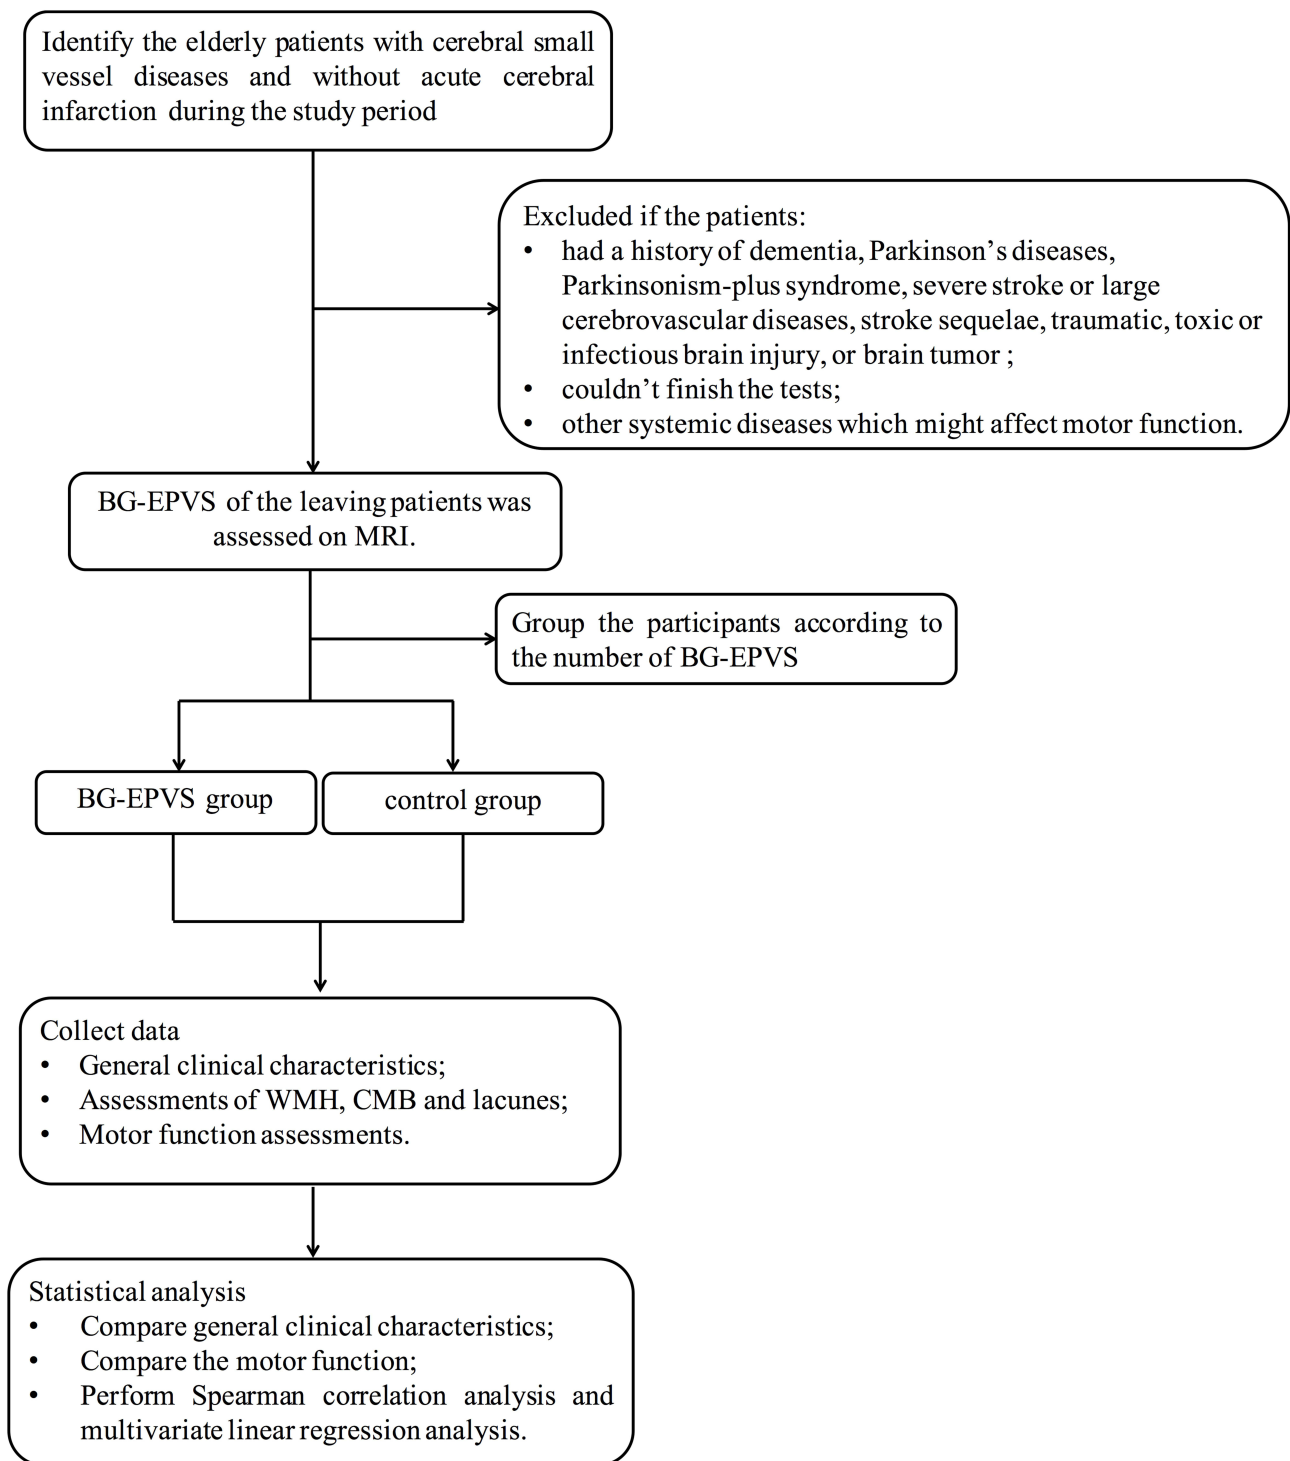 Identify the elderly patients with cerebral small
vessel diseases and without acute cerebral
infarction during the study period
Excluded if the patients:
• had a history of dementia, Parkinson’s diseases,
Parkinsonism-plus syndrome, severe stroke or large
cerebrovascular diseases, stroke sequelae, traumatic, toxic or
infectious brain injury, or brain tumor ;
• couldn’t finish the tests;
• other systemic diseases which might affect motor function.
BG-EPVS of the leaving patients was
assessed on MRI.
Group the participants according to
the number of BG-EPVS
BG-EPVS group
control group
Collect data
• General clinical characteristics;
• Assessments of WMH, CMB and lacunes;
• Motor function assessments.
Statistical analysis
• Compare general clinical characteristics;
• Compare the motor function;
• Perform Spearman correlation analysis and
multivariate linear regression analysis.